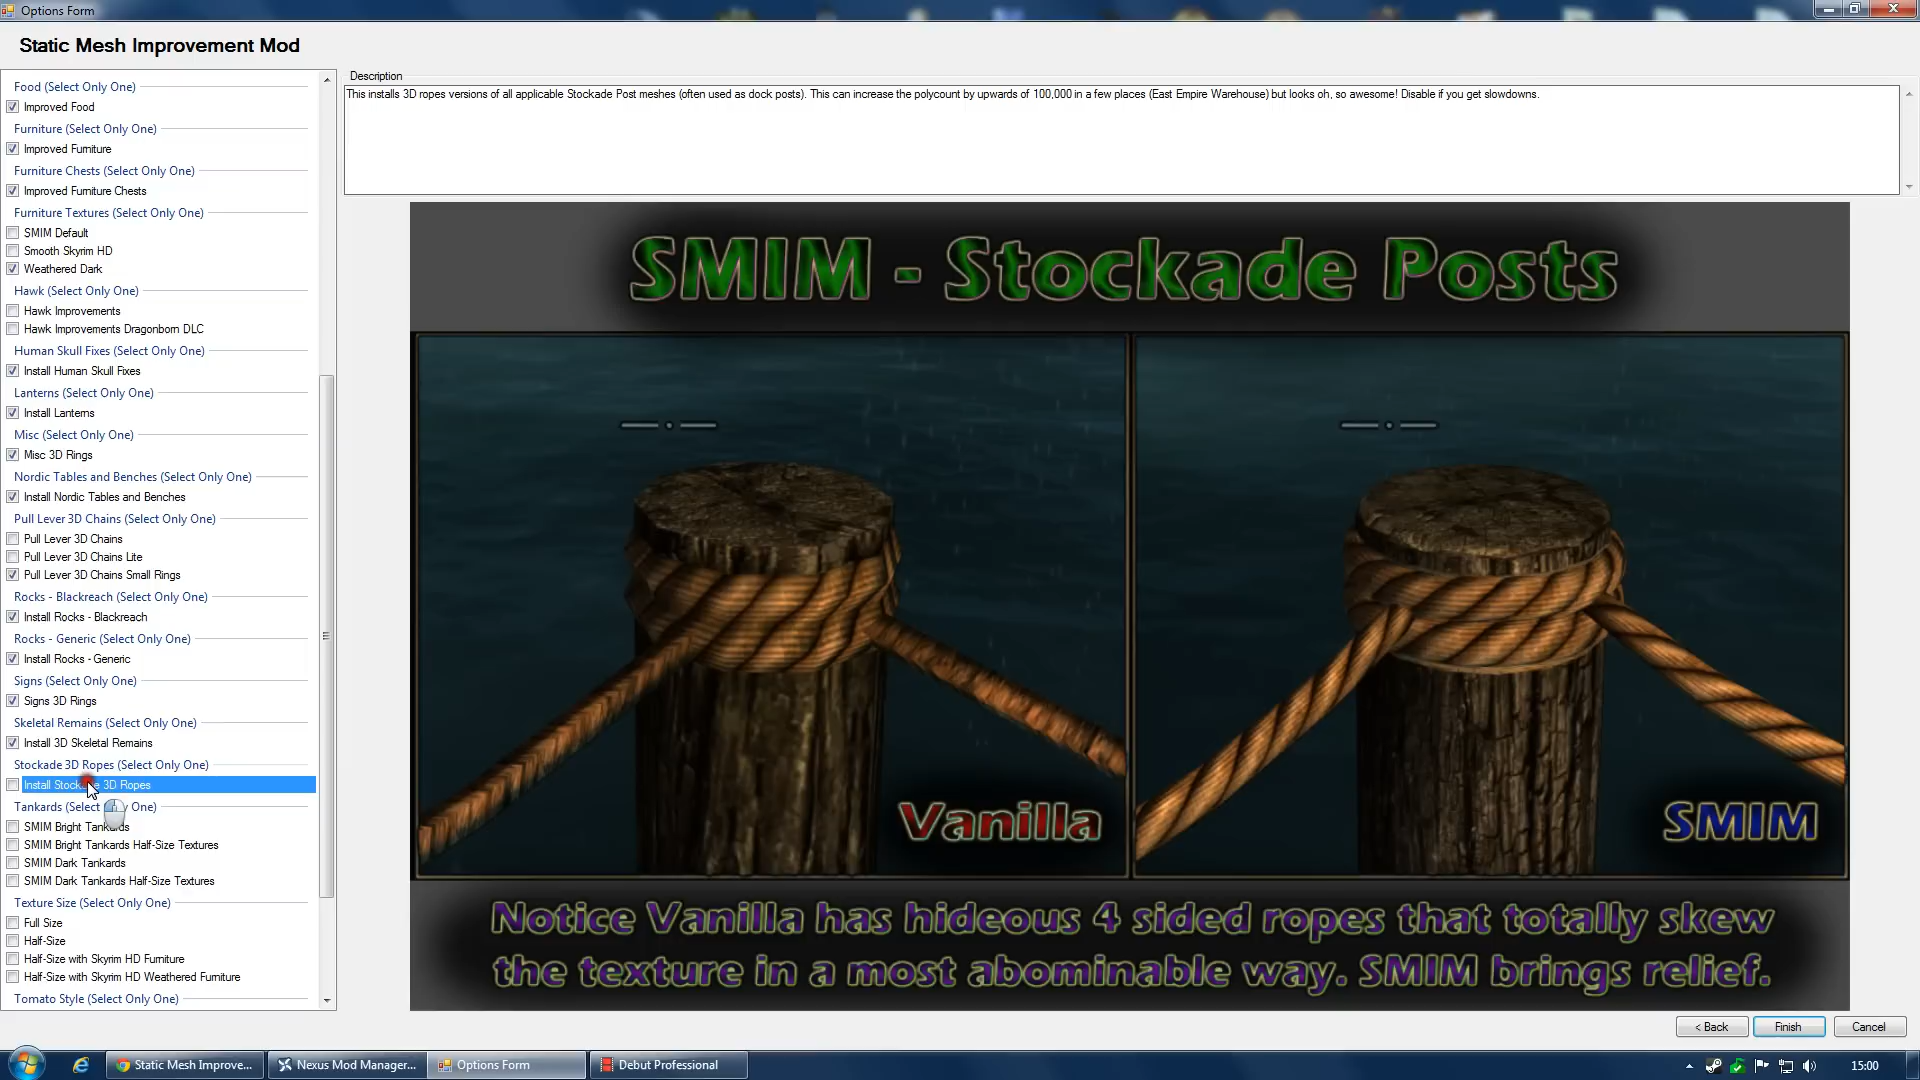 Options Form
Static Mesh Improvement Mod
Food (Select Only One)
Improved Food
Furniture (Select Only One)
Improved Furniture
Furniture Chests (Select Only One)
Improved Furniture Chests
Furniture Textures (Select Only One)
SMIM Default
Smooth Skyrim HD
Weathered Dark
Hawk (Select Only One)
Hawk Improvements
Hawk Improvements Dragonborn DLC
Human Skull Fixes (Select Only One)
Install Human Skull Fixes
Lanterns (Select Only One)
Install Lanterns
Misc (Select Only One)
Misc 3D Rings
Nordic Tables and Benches (Select Only One)
Install Nordic Tables and Benches
Pull Lever 3D Chains (Select Only One)
Pull Lever 3D Chains
Pull Lever 3D Chains Lite
Pull Lever 3D Chains Small Rings
Rocks - Blackreach (Select Only One)
Install Rocks - Blackreach
Rocks - Generic (Select Only One)
Install Rocks - Generic
Signs (Select Only One)
Signs 3D Rings
Skeletal Remains (Select Only One)
Install 3D Skeletal Remains
Stockade 3D Ropes (Select Only One)
Install Stockade 3D Ropes
Tankards (Select Only One)
SMIM Bright Tankards
SMIM Bright Tankards Half-Size Textures
SMIM Dark Tankards
SMIM Dark Tankards Half-Size Textures
Texture Size (Select Only One)
Full Size
Half-Size
Half-Size with Skyrim HD Furniture
Half-Size with Skyrim HD Weathered Furniture
Tomato Style (Select Only One)
Description
This installs 3D ropes versions of all applicable Stockade Post meshes (often used as dock posts). This can increase the polycount by upwards of 100,000 in a few places (East Empire Warehouse) but looks oh, so awesome! Disable if you get slowdowns.
SMIM - Stockade Posts
Vanilla
SMIM
Notice Vanilla has hideous 4 sided ropes that totally skew
the texture in a most abominable way. SMIM brings relief.
< Back
Finish
Cancel
Static Mesh Improve...
Nexus Mod Manager...
Options Form
Debut Professional
15:00